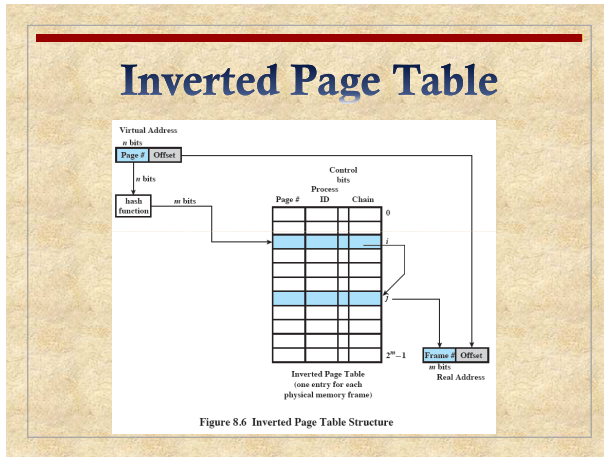 Inverted Page Table
Virtual Address
n bits
Page # Offset
n bits
hash
function
m bits
Control
bits
Process
Page # ID Chain
0
i
j
2^m – 1
Frame # Offset
m bits
Real Address
Inverted Page Table
(one entry for each
physical memory frame)
Figure 8.6 Inverted Page Table Structure